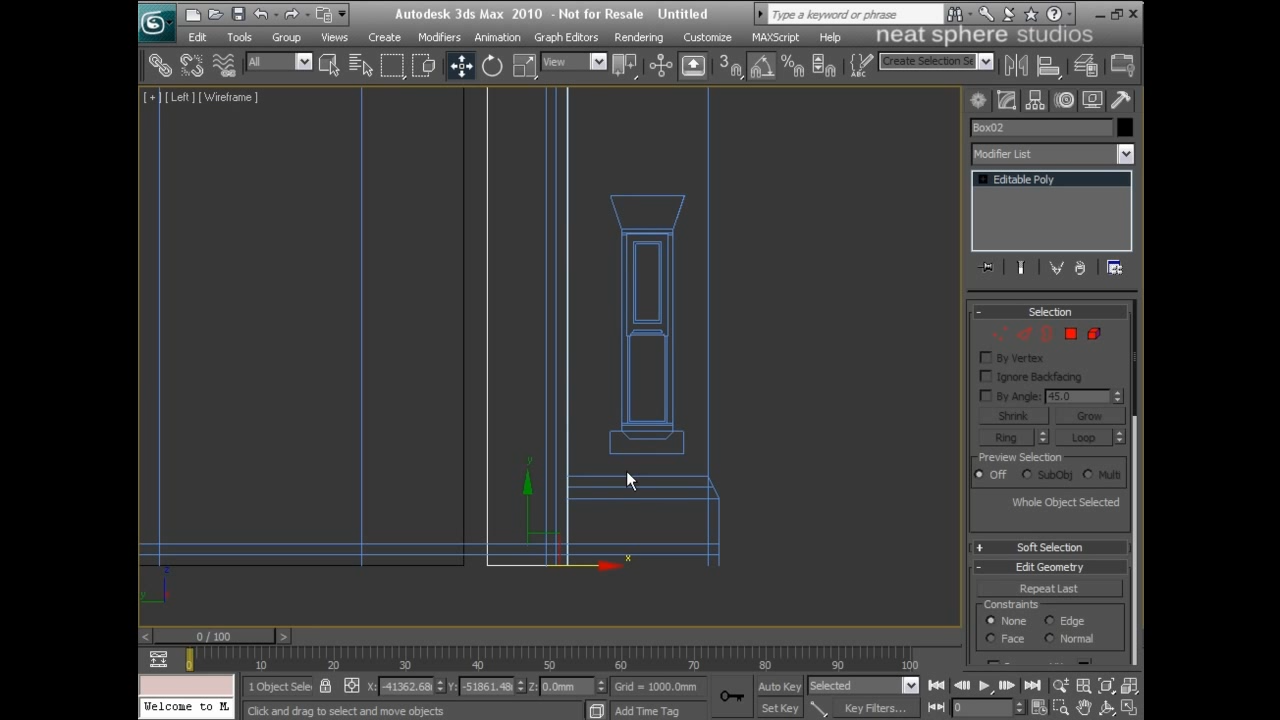 Autodesk 3ds Max 2010 - Not for Resale Untitled
Type a keyword or phrase
Edit Tools Group Views Create Modifiers Animation Graph Editors Rendering Customize MAXScript Help
neat sphere studios
All
View
3
Create Selection Se
[ + ] [ Left ] [ Wireframe ]
Box02
Modifier List
Editable Poly
Selection
By Vertex
Ignore Backfacing
By Angle: 45.0
Shrink Grow
Ring Loop
Preview Selection
Off SubObj Multi
Whole Object Selected
Soft Selection
Edit Geometry
Repeat Last
Constraints
None Edge
Face Normal
y
x
z
y
0 / 100
0 10 20 30 40 50 60 70 80 90 100
1 Object Sele X: -41362.68 Y: -51861.48 Z: 0.0mm Grid = 1000.0mm Auto Key Selected
Welcome to M Click and drag to select and move objects Add Time Tag Set Key Key Filters... 0